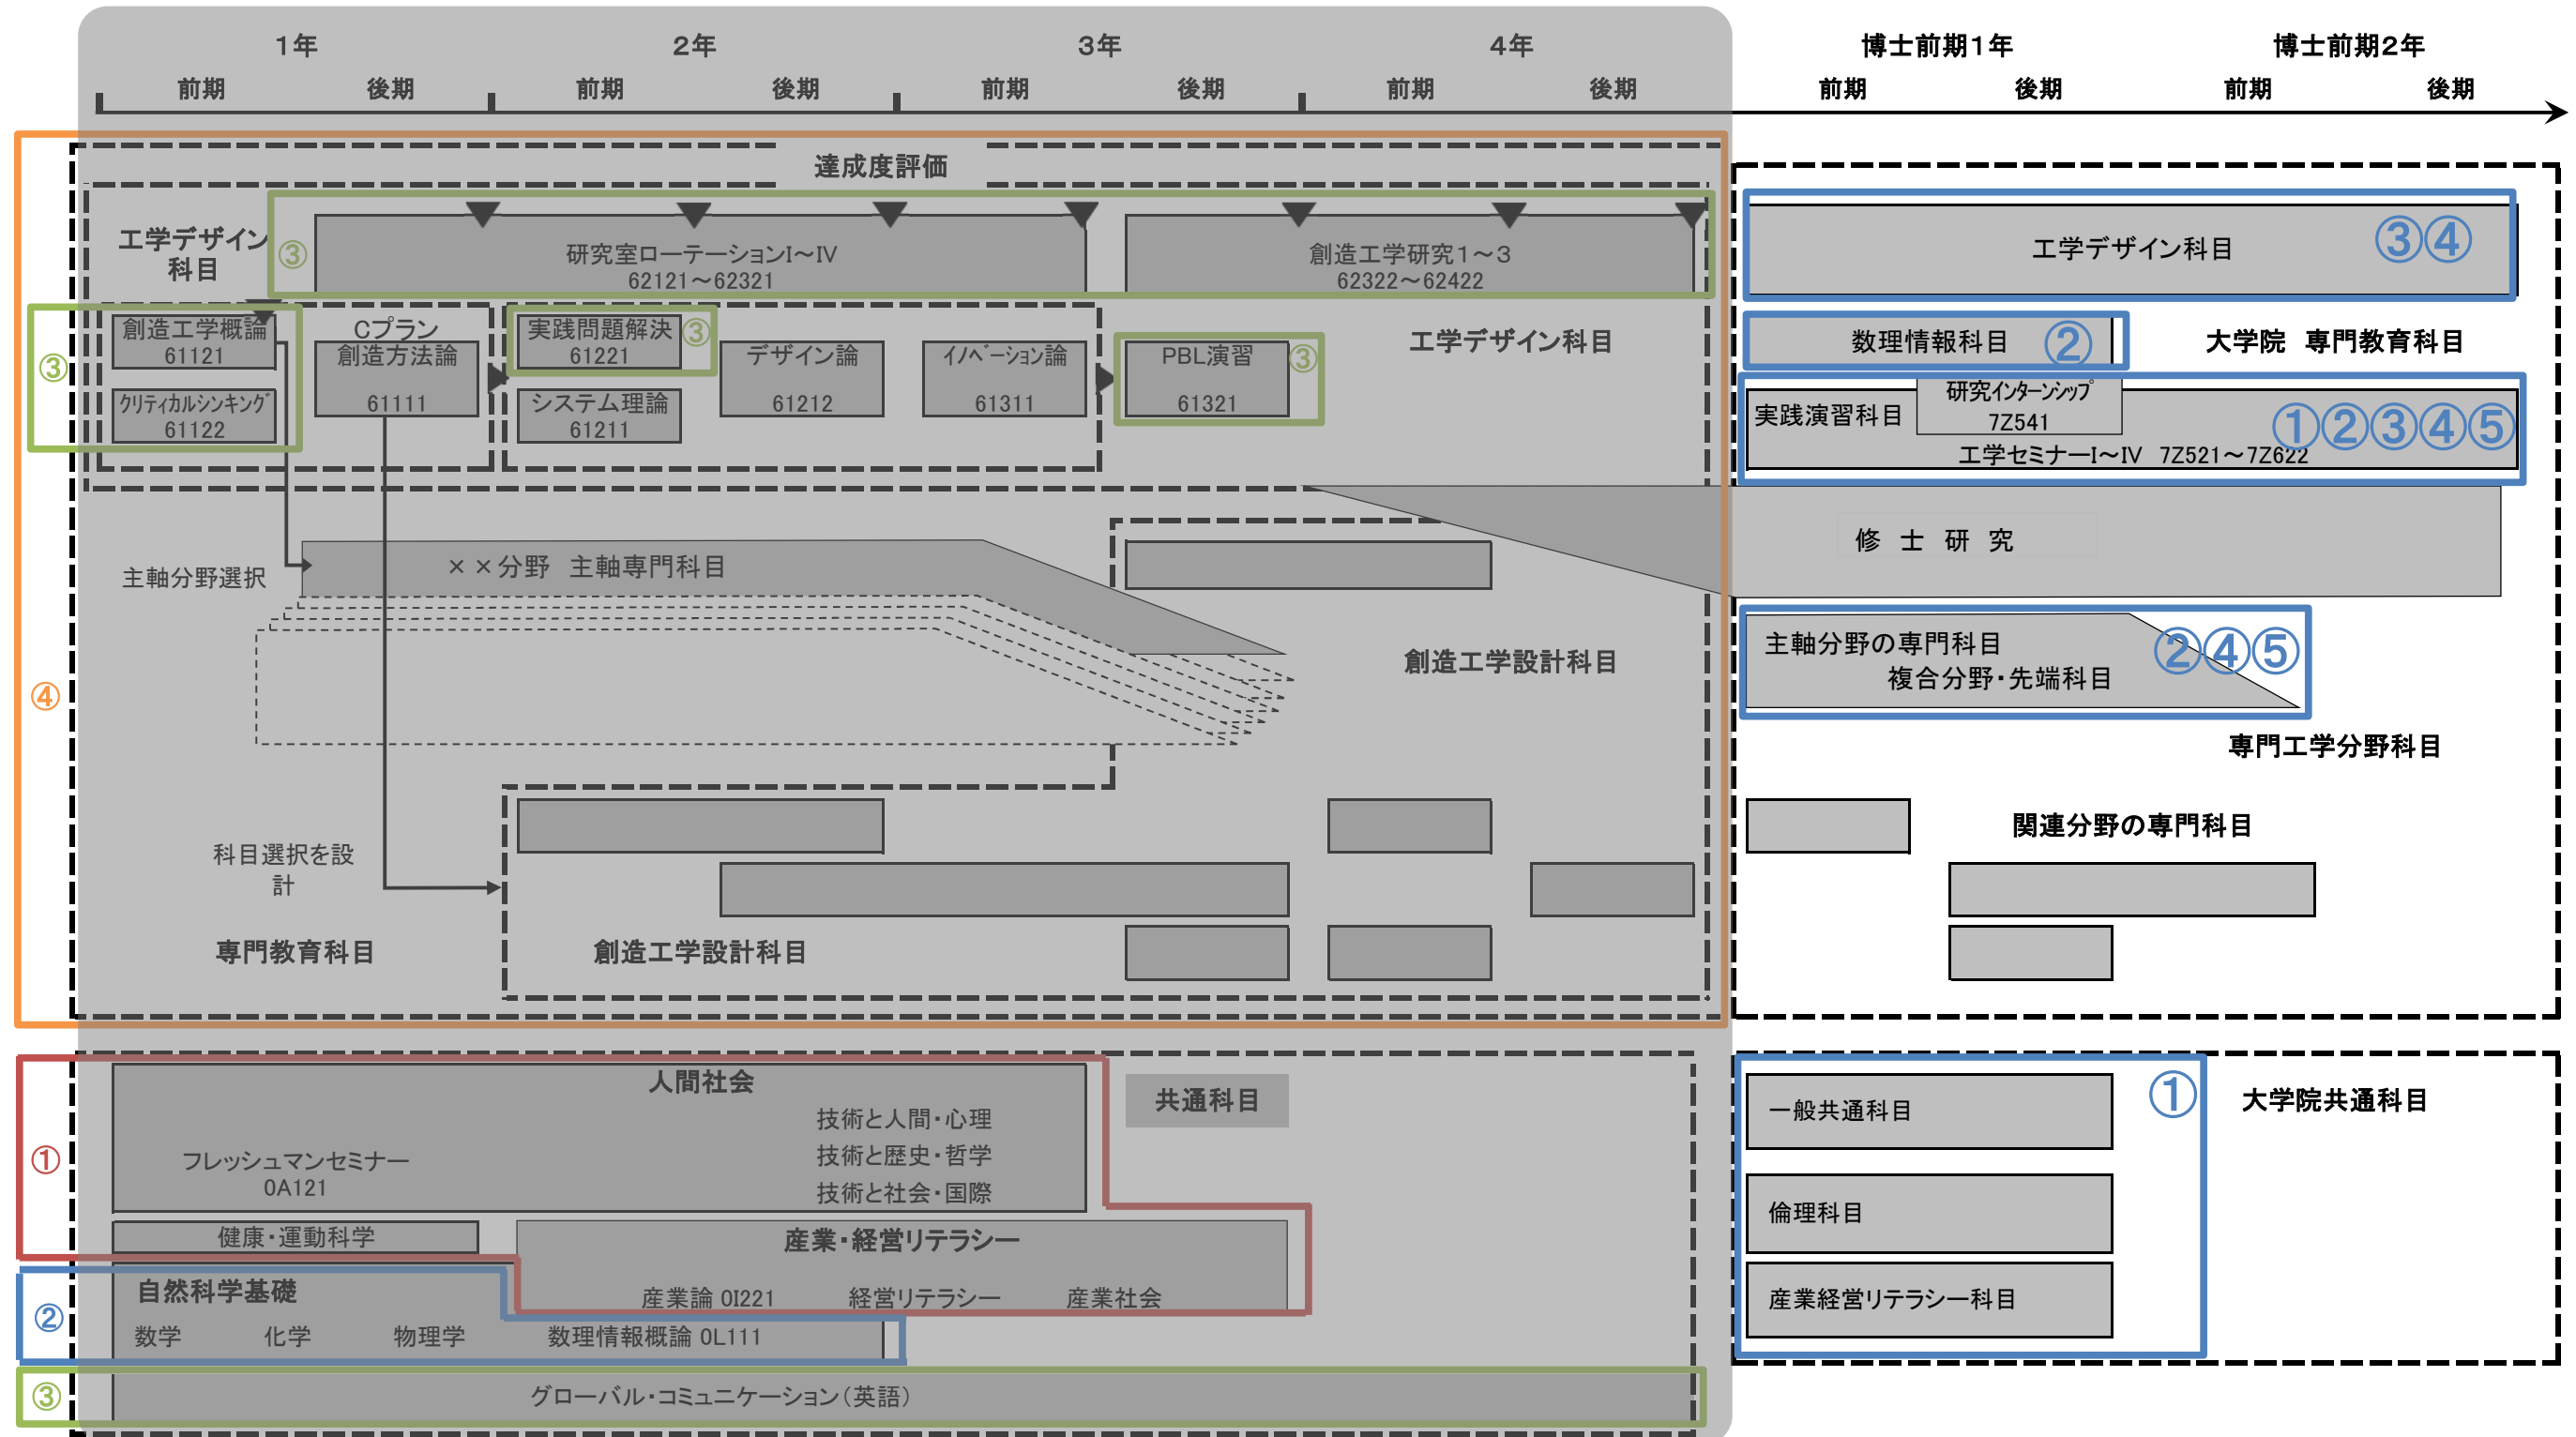 1年
2年
3年
4年
博士前期1年
博士前期2年
前期
後期
前期
後期
前期
後期
前期
後期
前期
後期
前期
後期
達成度評価
工学デザイン
科目
③
研究室ローテーションⅠ～Ⅳ
62121～62321
創造工学研究1～3
62322～62422
工学デザイン科目
③④
③
創造工学概論
61121
クリティカルシンキング
61122
Cプラン
創造方法論
61111
実践問題解決
61221
③
システム理論
61211
デザイン論
61212
イノベーション論
61311
PBL演習
61321
③
工学デザイン科目
数理情報科目
②
大学院 専門教育科目
実践演習科目
研究インターンシップ
7Z541
①②③④⑤
工学セミナーⅠ～Ⅳ 7Z521～7Z622
主軸分野選択
××分野 主軸専門科目
修 士 研 究
④
創造工学設計科目
主軸分野の専門科目
複合分野・先端科目
②④⑤
専門工学分野科目
関連分野の専門科目
科目選択を設
計
専門教育科目
創造工学設計科目
①
人間社会
技術と人間・心理
技術と歴史・哲学
技術と社会・国際
フレッシュマンセミナー
0A121
共通科目
健康・運動科学
産業・経営リテラシー
産業論 0I221
経営リテラシー
産業社会
②
自然科学基礎
数学
化学
物理学
数理情報概論 0L111
③
グローバル・コミュニケーション（英語）
一般共通科目
①
大学院共通科目
倫理科目
産業経営リテラシー科目